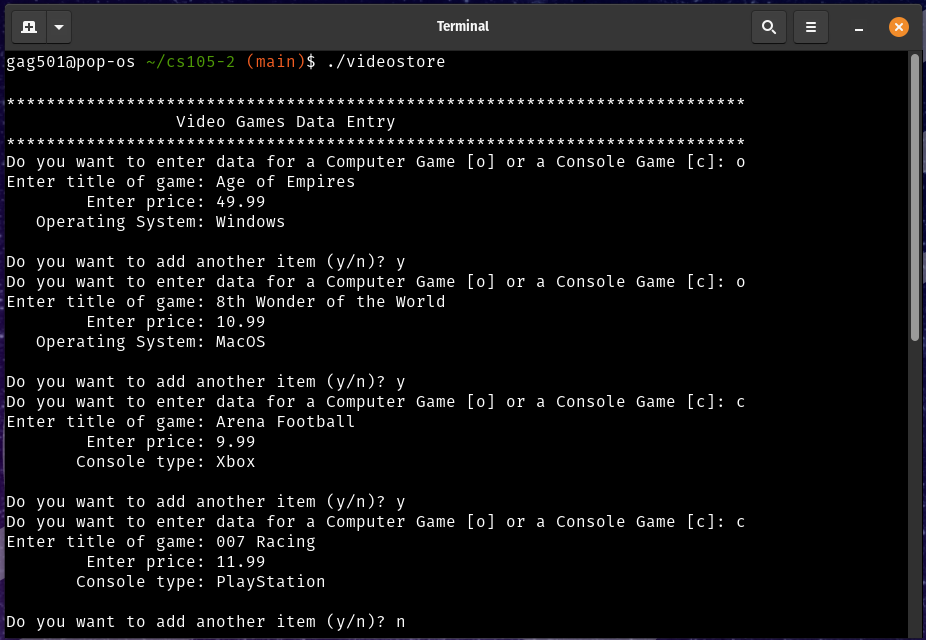 Terminal
gag501@pop-os ~/cs105-2 (main)$ ./videostore
**************************************************************************
Video Games Data Entry
**************************************************************************
Do you want to enter data for a Computer Game [o] or a Console Game [c]: o
Enter title of game: Age of Empires
Enter price: 49.99
Operating System: Windows
Do you want to add another item (y/n)? y
Do you want to enter data for a Computer Game [o] or a Console Game [c]: o
Enter title of game: 8th Wonder of the World
Enter price: 10.99
Operating System: MacOS
Do you want to add another item (y/n)? y
Do you want to enter data for a Computer Game [o] or a Console Game [c]: c
Enter title of game: Arena Football
Enter price: 9.99
Console type: Xbox
Do you want to add another item (y/n)? y
Do you want to enter data for a Computer Game [o] or a Console Game [c]: c
Enter title of game: 007 Racing
Enter price: 11.99
Console type: PlayStation
Do you want to add another item (y/n)? n